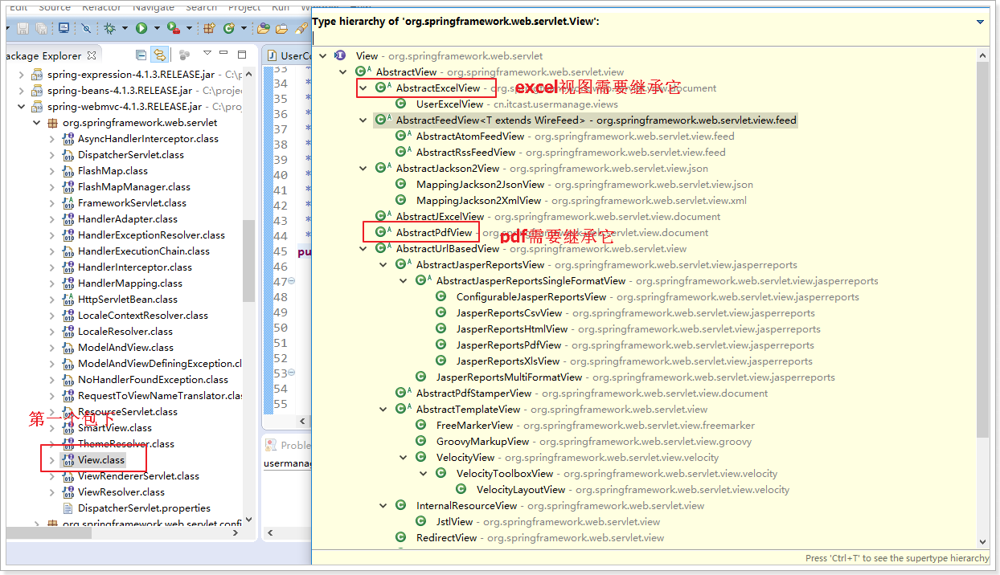 Edit Source Refactor Navigate Search Project Run
Package Explorer
spring-expression-4.1.3.RELEASE.jar - C:\p
spring-beans-4.1.3.RELEASE.jar - C:\projec
spring-webmvc-4.1.3.RELEASE.jar - C:\proj
org.springframework.web.servlet
AsyncHandlerInterceptor.class
DispatcherServlet.class
FlashMap.class
FlashMapManager.class
FrameworkServlet.class
HandlerAdapter.class
HandlerExceptionResolver.class
HandlerExecutionChain.class
HandlerInterceptor.class
HandlerMapping.class
HttpServletBean.class
LocaleContextResolver.class
LocaleResolver.class
ModelAndView.class
ModelAndViewDefiningException.cl
NoHandlerFoundException.class
RequestToViewNameTranslator.clas
ResourceServlet.class
第一个包下
SmartView.class
ThemeResolver.class
View.class
ViewRendererServlet.class
ViewResolver.class
DispatcherServlet.properties
org.springframework.web.servlet.confi
UserCo
33 *
34 *
35 *
36 *
37 *
38 *
39 *
40 *
41 *
42 *
43 *
44 *
45 pu
46
47
48
49
50
51
52
53
54
55
Proble
usermanag
Type hierarchy of 'org.springframework.web.servlet.View':
View - org.springframework.web.servlet
AbstractView - org.springframework.web.servlet.view
AbstractExcelView - org.springframework.web.servlet.view.document
excel视图需要继承它
UserExcelView - cn.itcast.usermanage.views
AbstractFeedView<T extends WireFeed> - org.springframework.web.servlet.view.feed
AbstractAtomFeedView - org.springframework.web.servlet.view.feed
AbstractRssFeedView - org.springframework.web.servlet.view.feed
AbstractJackson2View - org.springframework.web.servlet.view.json
MappingJackson2JsonView - org.springframework.web.servlet.view.json
MappingJackson2XmlView - org.springframework.web.servlet.view.xml
AbstractJExcelView - org.springframework.web.servlet.view.document
AbstractPdfView - org.springframework.web.servlet.view.document
pdf需要继承它
AbstractUrlBasedView - org.springframework.web.servlet.view
AbstractJasperReportsView - org.springframework.web.servlet.view.jasperreports
AbstractJasperReportsSingleFormatView - org.springframework.web.servlet.view.jasperreports
ConfigurableJasperReportsView - org.springframework.web.servlet.view.jasperreports
JasperReportsCsvView - org.springframework.web.servlet.view.jasperreports
JasperReportsHtmlView - org.springframework.web.servlet.view.jasperreports
JasperReportsPdfView - org.springframework.web.servlet.view.jasperreports
JasperReportsXlsView - org.springframework.web.servlet.view.jasperreports
JasperReportsMultiFormatView - org.springframework.web.servlet.view.jasperreports
AbstractPdfStamperView - org.springframework.web.servlet.view.document
AbstractTemplateView - org.springframework.web.servlet.view
FreeMarkerView - org.springframework.web.servlet.view.freemarker
GroovyMarkupView - org.springframework.web.servlet.view.groovy
VelocityView - org.springframework.web.servlet.view.velocity
VelocityToolboxView - org.springframework.web.servlet.view.velocity
VelocityLayoutView - org.springframework.web.servlet.view.velocity
InternalResourceView - org.springframework.web.servlet.view
JstlView - org.springframework.web.servlet.view
RedirectView - org.springframework.web.servlet.view
Press 'Ctrl+T' to see the supertype hierarchy